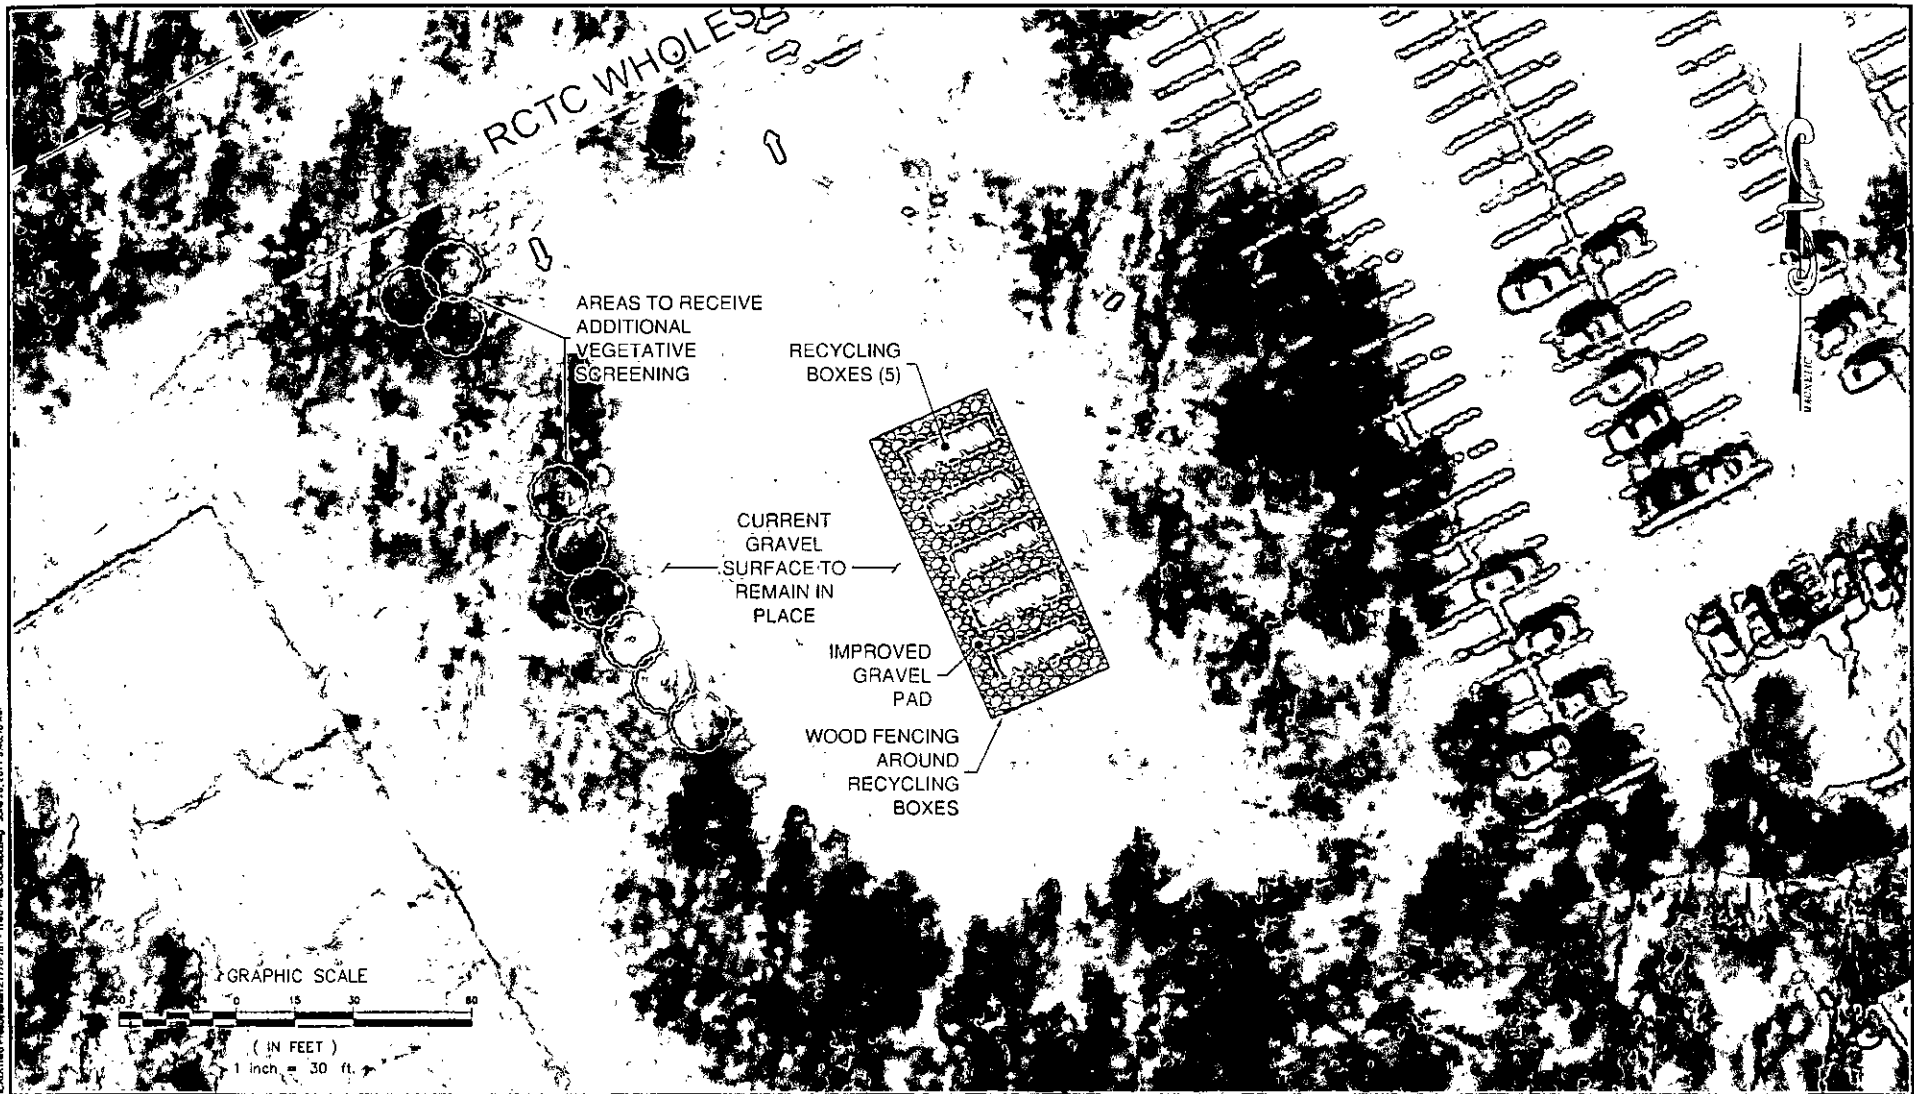 RCTC WHOLES
AREAS TO RECEIVE
ADDITIONAL
VEGETATIVE
SCREENING
RECYCLING
BOXES (5)
CURRENT
GRAVEL
SURFACE TO
REMAIN IN
PLACE
IMPROVED
GRAVEL
PAD
WOOD FENCING
AROUND
RECYCLING
BOXES
MAGNETIC
GRAPHIC SCALE
30 0 15 30 60
( IN FEET )
1 inch = 30 ft.